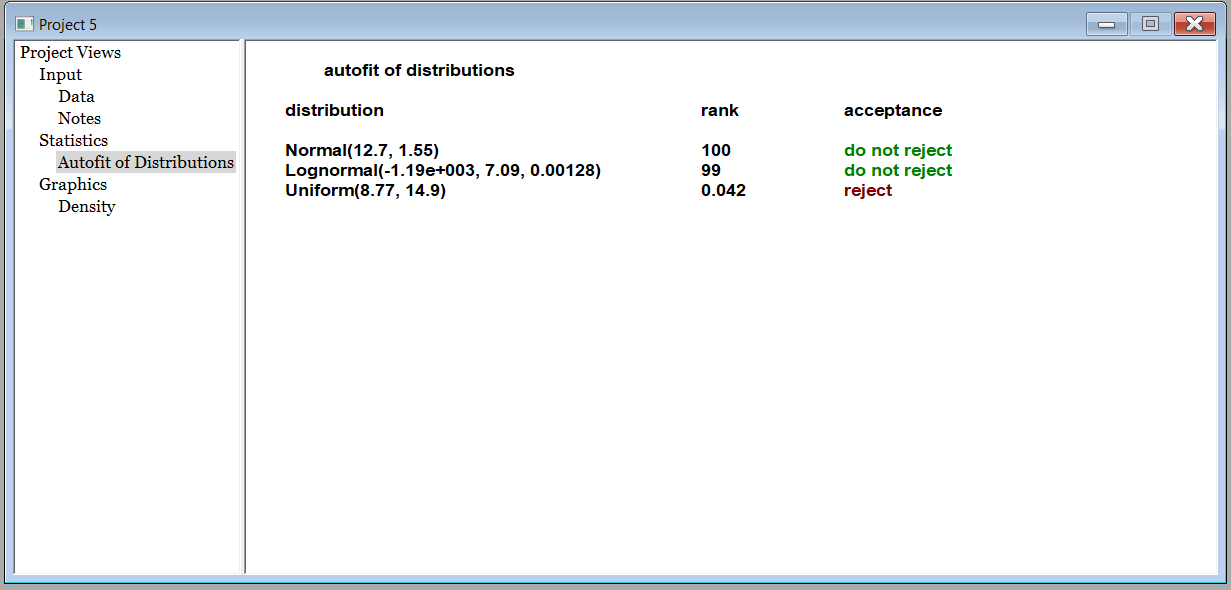 Project 5
Project Views
Input
Data
Notes
Statistics
Autofit of Distributions
Graphics
Density
autofit of distributions
distribution rank acceptance
Normal(12.7, 1.55) 100 do not reject
Lognormal(-1.19e+003, 7.09, 0.00128) 99 do not reject
Uniform(8.77, 14.9) 0.042 reject